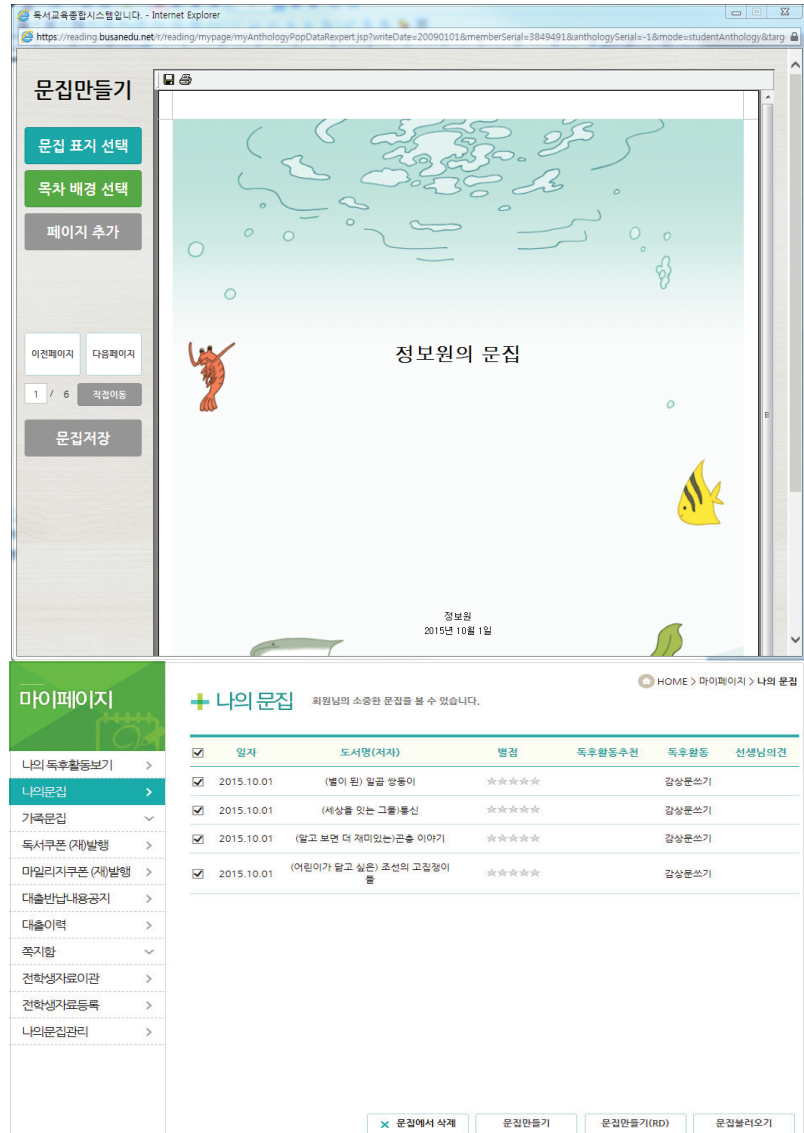 독서교육종합시스템입니다. - Internet Explorer
https://reading.busanedu.net/r/reading/mypage/myAnthologyPopDataRexpert.jsp?writeDate=20090101&memberSerial=3849491&anthologySerial=-1&mode=studentAnthology&targ
문집만들기
문집 표지 선택
목차 배경 선택
페이지 추가
이전페이지 다음페이지
1 / 6 직접이동
문집저장
정보원의 문집
정보원
2015년 10월 1일
마이페이지
나의 독후활동보기
나의문집
가족문집
독서쿠폰 (재)발행
마일리지쿠폰 (재)발행
대출반납내용공지
대출이력
쪽지함
전학생자료이관
전학생자료등록
나의문집관리
HOME > 마이페이지 > 나의 문집
나의 문집 회원님의 소중한 문집을 볼 수 있습니다.
일자 도서명(저자) 별점 독후활동추천 독후활동 선생님의견
2015.10.01 (별이 된) 일곱 쌍둥이 감상문쓰기
2015.10.01 (세상을 잇는 그물)통신 감상문쓰기
2015.10.01 (알고 보면 더 재미있는)곤충 이야기 감상문쓰기
2015.10.01 (어린이가 닮고 싶은) 조선의 고집쟁이 감상문쓰기
들
문집에서 삭제 문집만들기 문집만들기(RD) 문집불러오기